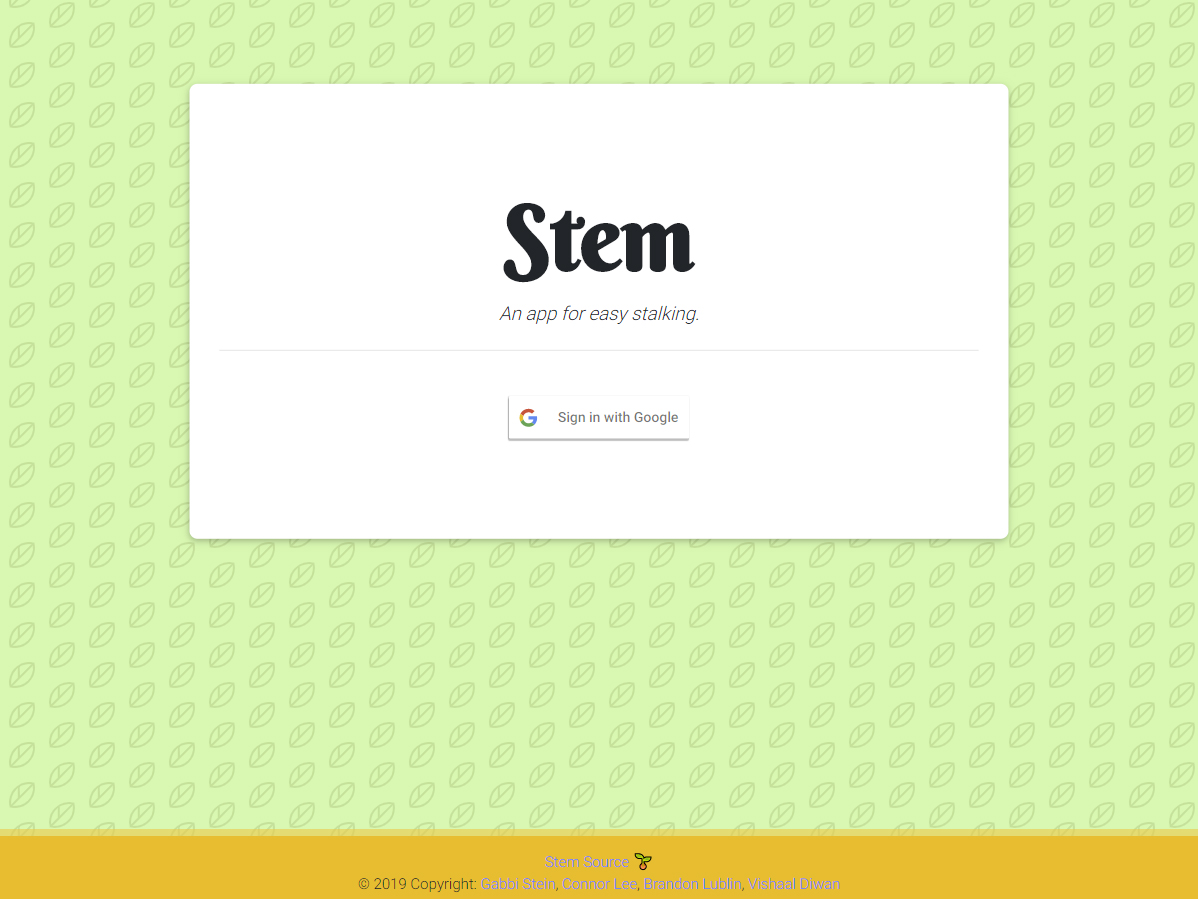 Stem
An app for easy stalking.
Sign in with Google
Stem Source
© 2019 Copyright: Gabbi Stein, Connor Lee, Brandon Lublin, Vishaal Diwan